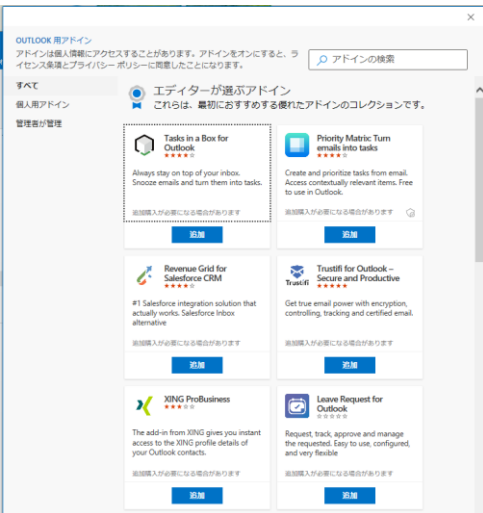 OUTLOOK 用アドイン
アドインは個人情報にアクセスすることがあります。アドインをオンにすると、ラ
イセンス条項とプライバシー ポリシーに同意したことになります。
アドインの検索
すべて
個人用アドイン
管理者が管理
エディターが選ぶアドイン
これらは、最初におすすめする優れたアドインのコレクションです。
Tasks in a Box for
Outlook
Always stay on top of your inbox.
Snooze emails and turn them into tasks.
追加購入が必要になる場合があります
追加
Priority Matric Turn
emails into tasks
Create and prioritize tasks from email.
Access contextually relevant items. Free
to use in Outlook.
追加購入が必要になる場合があります
追加
Revenue Grid for
Salesforce CRM
#1 Salesforce integration solution that
actually works. Salesforce Inbox
alternative
追加購入が必要になる場合があります
追加
Trustifi
Trustifi for Outlook –
Secure and Productive
Get true email power with encryption,
controlling, tracking and certified email.
追加購入が必要になる場合があります
追加
XING ProBusiness
The add-in from XING gives you instant
access to the XING profile details of
your Outlook contacts.
追加購入が必要になる場合があります
追加
Leave Request for
Outlook
Request, track, approve and manage
the requested. Easy to use, configured,
and very flexible
追加購入が必要になる場合があります
追加